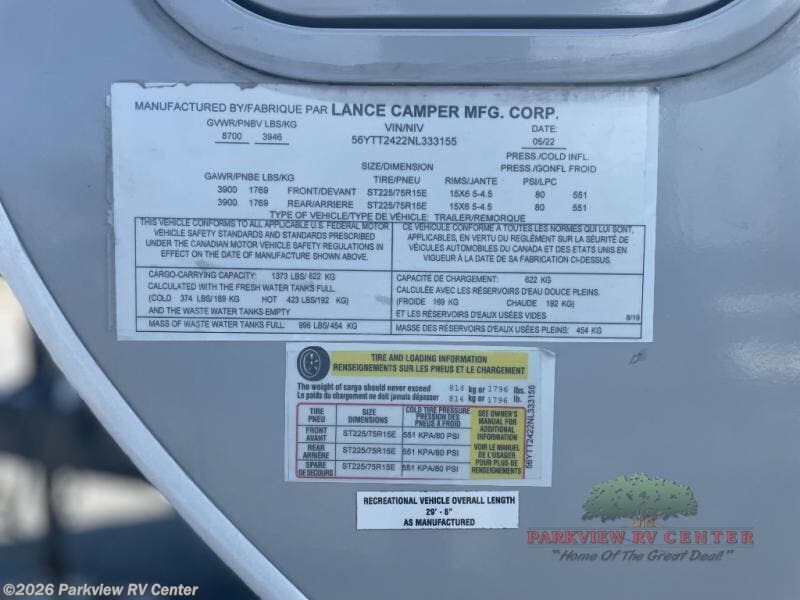 MANUFACTURED BY/FABRIQUE PAR LANCE CAMPER MFG. CORP.
GVWR/PNBV LBS/KG VIN/NIV DATE:
8700 3946 56YTT2422NL333155 05/22
PRESS./COLD INFL.
SIZE/DIMENSION PRESS./GONFL FROID
GAWR/PNBE LBS/KG TIRE/PNEU RIMS/JANTE PSI/LPC
3900 1769 FRONT/DEVANT ST225/75R15E 15X6 5-4.5 80 551
3900 1769 REAR/ARRIERE ST225/75R15E 15X6 5-4.5 80 551
TYPE OF VEHICLE/TYPE DE VÉHICLE: TRAILER/REMORQUE
THIS VEHICLE CONFORMS TO ALL APPLICABLE U.S. FEDERAL MOTOR
VEHICLE SAFETY STANDARDS AND STANDARDS PRESCRIBED
UNDER THE CANADIAN MOTOR VEHICLE SAFETY REGULATIONS IN
EFFECT ON THE DATE OF MANUFACTURE SHOWN ABOVE.
CE VÉHICULE CONFORME A TOUTES LES NORMES QUI LUI SONT,
APPLICABLES, EN VERTU DU REGLEMENT SUR LA SÉURITÉ DE
VÉICULES AUTOMOBILES DU CANADA ET DES ETATS UNIS EN
VIGUEUR À LA DATE DE SA FABRICATION CI-DESSUS.
CARGO-CARRYING CAPACITY: 1373 LBS/ 622 KG
CALCULATED WITH THE FRESH WATER TANKS FULL.
(COLD 374 LBS/169 KG HOT 423 LBS/192 KG)
AND THE WASTE WATER TANKS EMPTY
MASS OF WASTE WATER TANKS FULL: 996 LBS/454 KG
CAPACITÉ DE CHARGEMENT: 622 KG
CALCULÉE AVEC LES RÉSERVOIRS D'EAU DOUCE PLEINS.
(FROIDE 169 KG CHAUDE 192 KG)
ET LES RÉSERVOIRS D'EAUX USÉES VIDES 8/19
MASSE DES RÉSERVOIRS D'EAUX USÉES PLEINS: 454 KG
TIRE AND LOADING INFORMATION
RENSEIGNEMENTS SUR LES PNEUS ET LE CHARGEMENT
The weight of cargo should never exceed 814 kg or 1796 lbs.
Le poids du chargement ne doit jamais dépasser 814 kg or 1796 lb.
TIRE PNEU
SIZE DIMENSIONS
COLD TIRE PRESSURE
PRESSION DES
PNEUS A FROID
FRONT AVANT ST225/75R15E 551 KPA/80 PSI
REAR ARRIÈRE ST225/75R15E 551 KPA/80 PSI
SPARE DE SECOURS ST225/75R15E 551 KPA/80 PSI
SEE OWNER'S
MANUAL FOR
ADDITIONAL
INFORMATION
VOIR LE MANUEL
DE L'USAGER
POUR PLUS DE
RENSEIGNEMENTS
56YTT2422NL333155
RECREATIONAL VEHICLE OVERALL LENGTH
29' - 8"
AS MANUFACTURED
PARKVIEW RV CENTER
"Home Of The Great Deal!"
©2026 Parkview RV Center